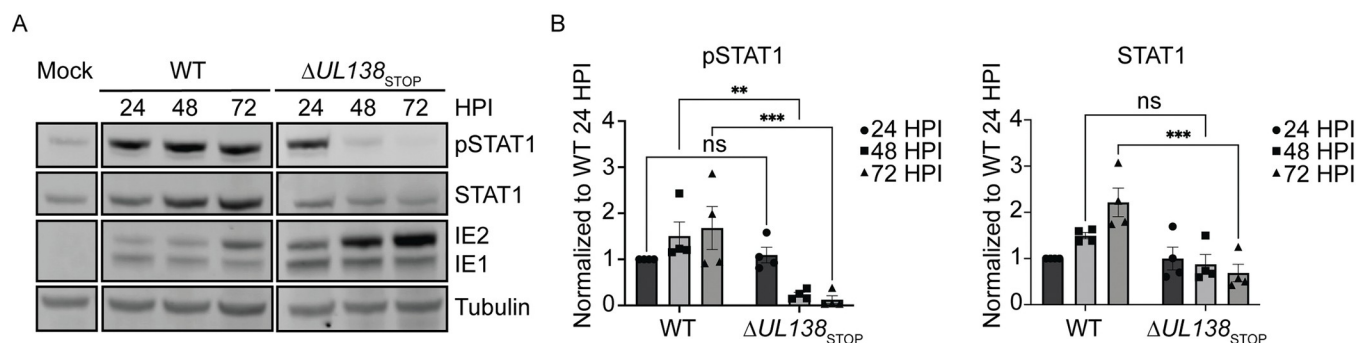 A
Mock
WT
ΔUL138STOP
24 48 72 24 48 72 HPI
pSTAT1
STAT1
IE2
IE1
Tubulin
B
pSTAT1
Normalized to WT 24 HPI
4
3
2
1
0
**
***
ns
24 HPI
48 HPI
72 HPI
WT
ΔUL138STOP
STAT1
Normalized to WT 24 HPI
4
3
2
1
0
ns
***
24 HPI
48 HPI
72 HPI
WT
ΔUL138STOP